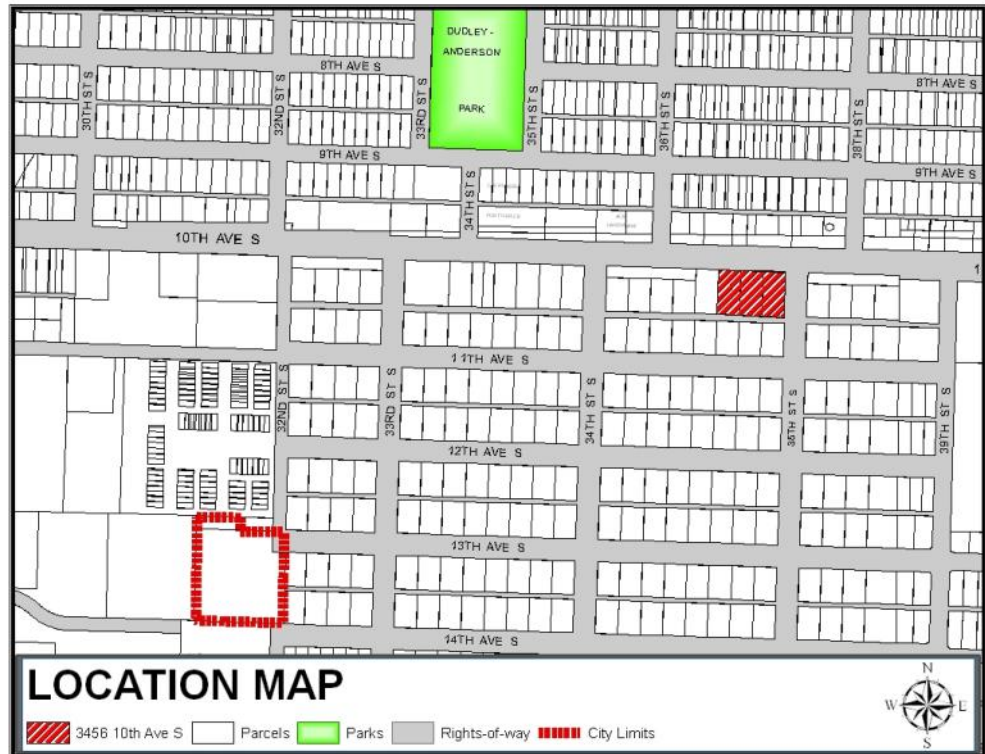 DUDLEY -
ANDERSON
PARK
8TH AVE S
8TH AVE S
30TH ST S
32ND ST S
33RD ST S
35TH ST S
36TH ST S
38TH ST S
9TH AVE S
9TH AVE S
34TH ST S
10TH AVE S
1
11TH AVE S
32ND ST S
33RD ST S
34TH ST S
35TH ST S
39TH ST S
12TH AVE S
13TH AVE S
14TH AVE S
LOCATION MAP
3456 10th Ave S
Parcels
Parks
Rights-of-way
City Limits
N
W
E
S